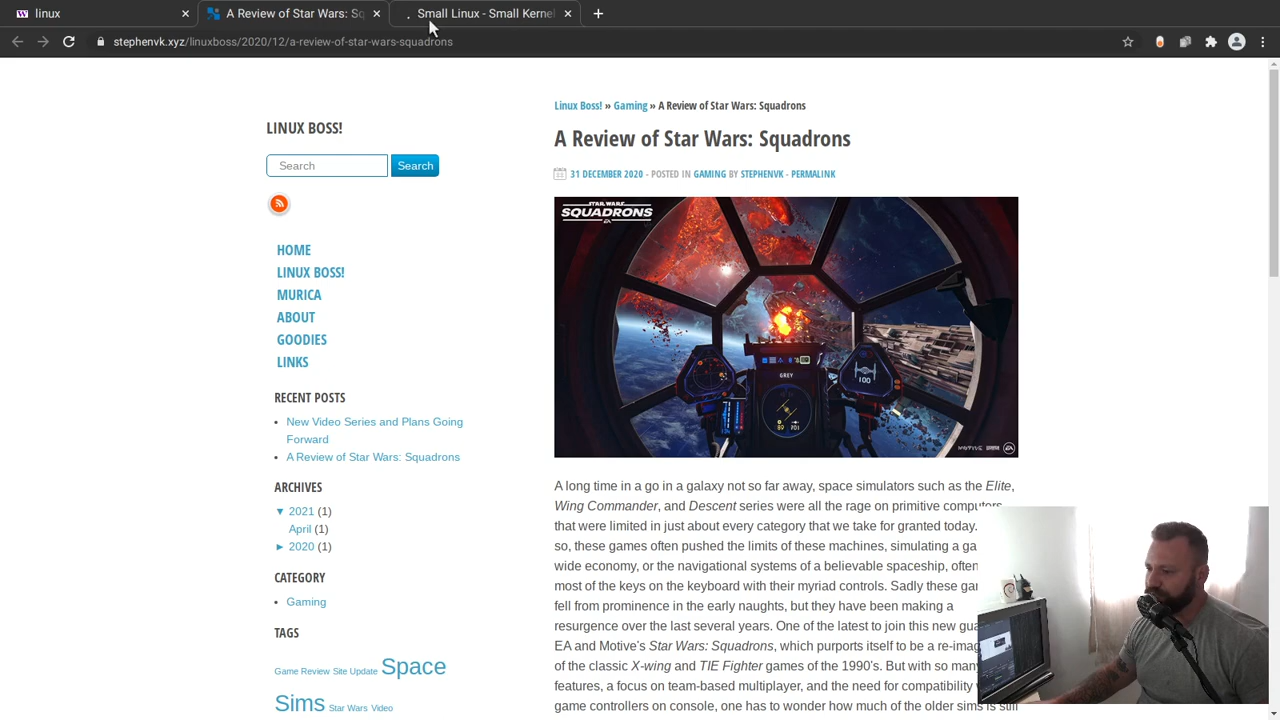 linux
A Review of Star Wars: Sq
Small Linux - Small Kern
stephenvk.xyz/linuxboss/2020/12/a-review-of-star-wars-squadrons
Linux Boss! » Gaming » A Review of Star Wars: Squadrons
LINUX BOSS!
A Review of Star Wars: Squadrons
Search
Search
31 DECEMBER 2020 - POSTED IN GAMING BY STEPHENVK - PERMALINK
STAR WARS
SQUADRONS
EA
GREY
100
89 701
MOTIVE
EA
HOME
LINUX BOSS!
MURICA
ABOUT
GOODIES
LINKS
RECENT POSTS
New Video Series and Plans Going
Forward
A Review of Star Wars: Squadrons
ARCHIVES
▼ 2021 (1)
April (1)
► 2020 (1)
CATEGORY
Gaming
TAGS
Game Review Site Update Space
Sims Star Wars Video
A long time in a go in a galaxy not so far away, space simulators such as the Elite,
Wing Commander, and Descent series were all the rage on primitive computers
that were limited in just about every category that we take for granted today.
so, these games often pushed the limits of these machines, simulating a ga
wide economy, or the navigational systems of a believable spaceship, often
most of the keys on the keyboard with their myriad controls. Sadly these gar
fell from prominence in the early naughts, but they have been making a
resurgence over the last several years. One of the latest to join this new gua
EA and Motive's Star Wars: Squadrons, which purports itself to be a re-imag
of the classic X-wing and TIE Fighter games of the 1990's. But with so many
features, a focus on team-based multiplayer, and the need for compatibility
game controllers on console, one has to wonder how much of the older sims is still